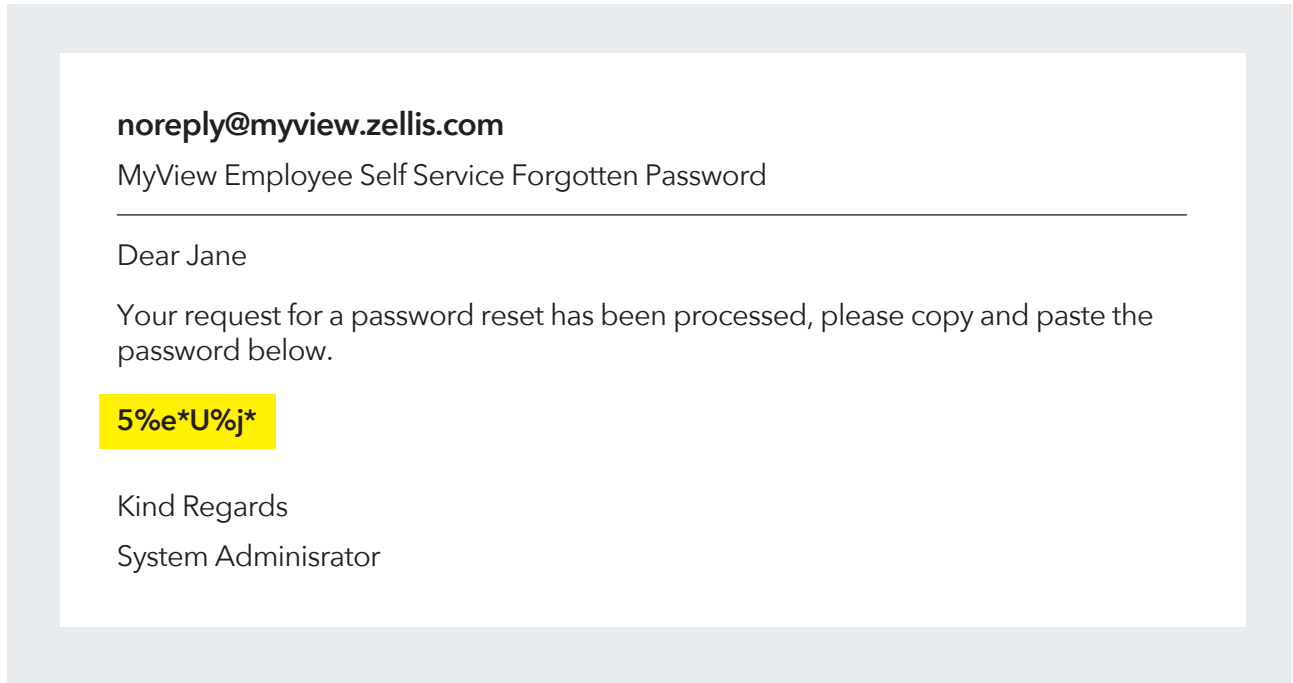 noreply@myview.zellis.com
MyView Employee Self Service Forgotten Password
Dear Jane
Your request for a password reset has been processed, please copy and paste the
password below.
5%e*U%j*
Kind Regards
System Adminisrator